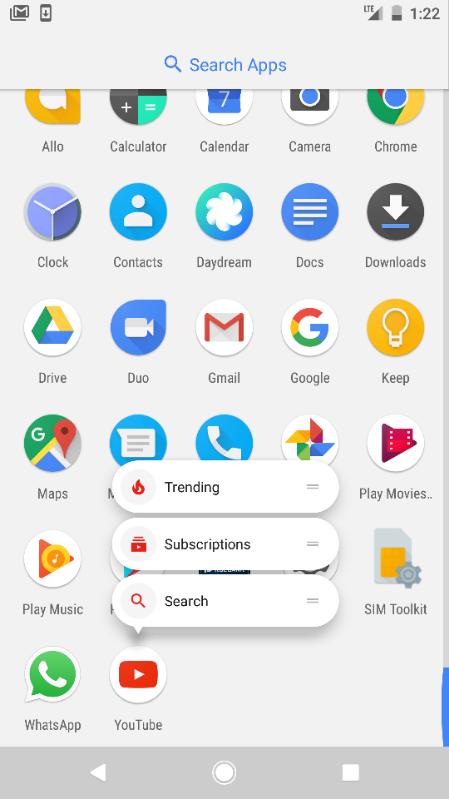 LTE 1:22
Search Apps
Allo Calculator Calendar Camera Chrome
7
Clock Contacts Daydream Docs Downloads
Drive Duo Gmail Google Keep
Maps Play Movies..
Trending
Subscriptions
Play Music SIM Toolkit
Search
WhatsApp YouTube